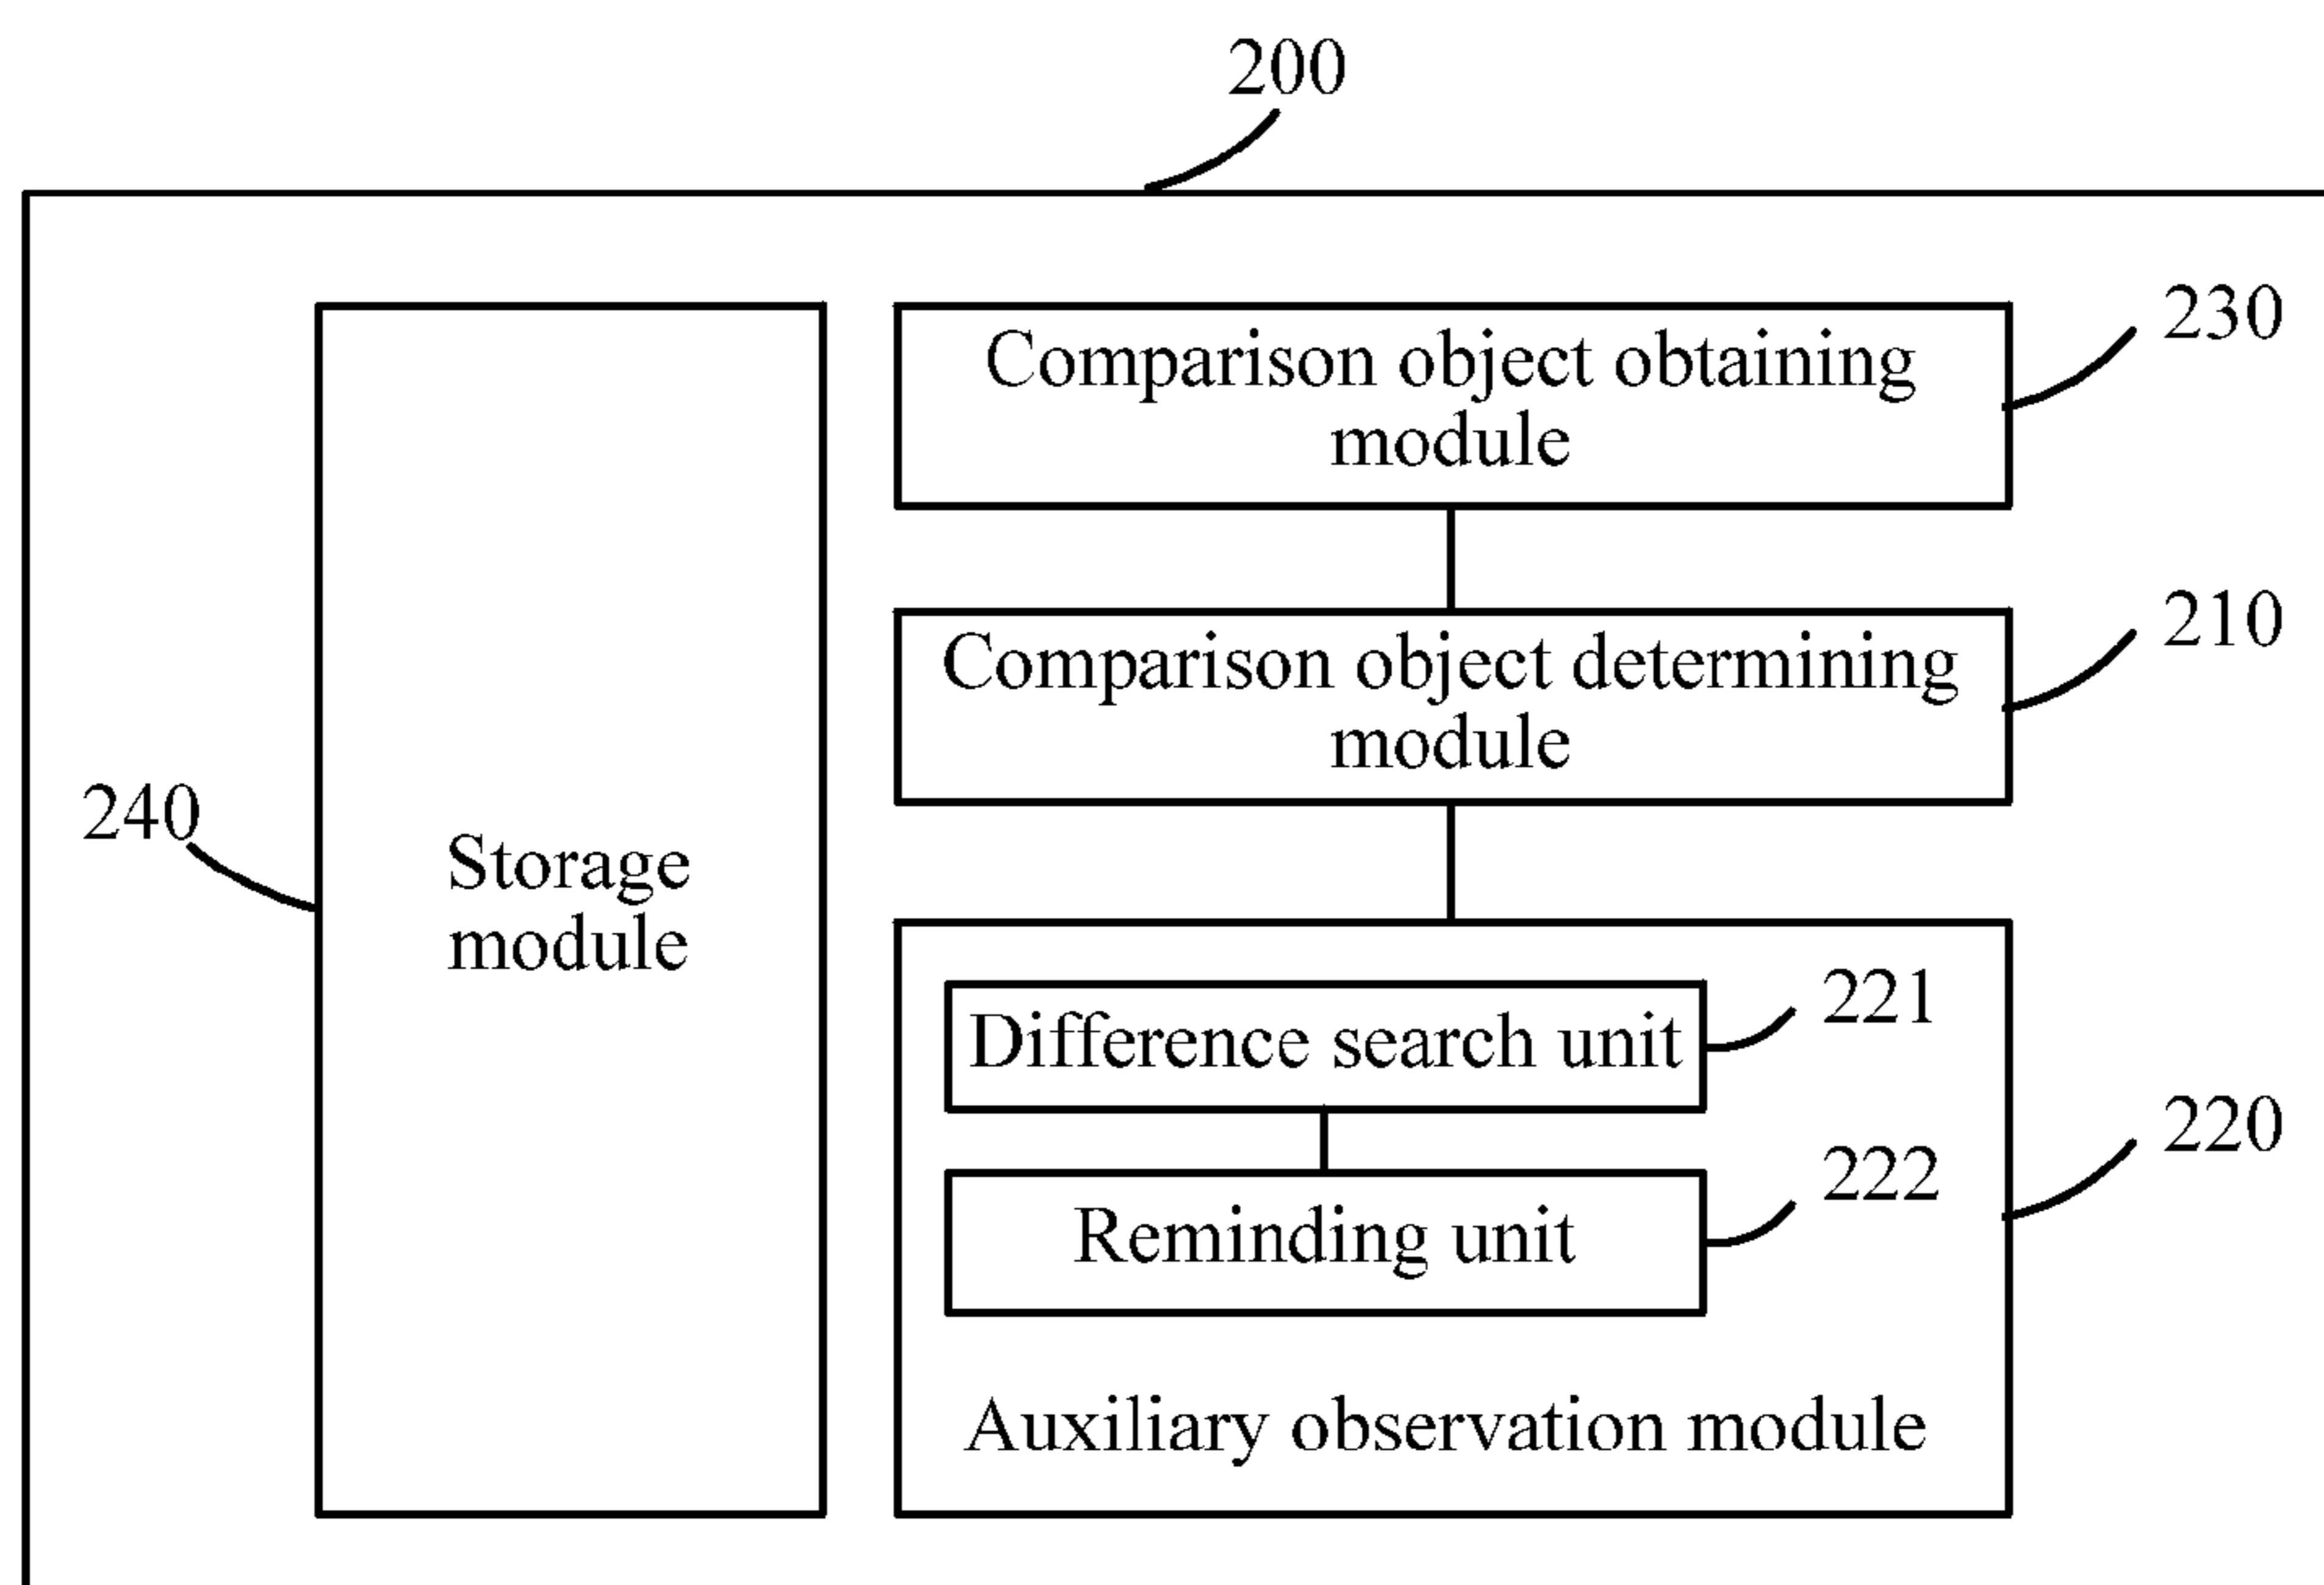 200
Comparison object obtaining
module
230
Comparison object determining
module
210
240
Storage
module
Difference search unit
221
Reminding unit
222
220
Auxiliary observation module